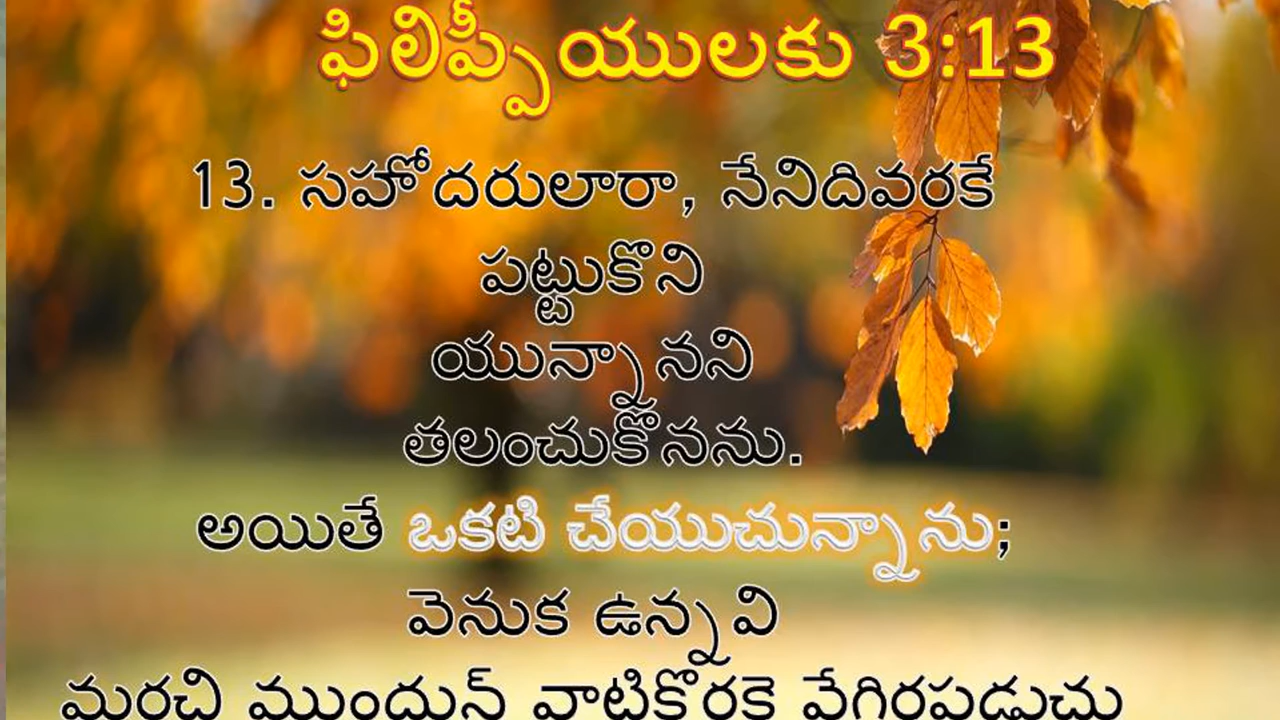 ఫిలిప్పీయులకు 3:13
13. సహోదరులారా, నేనిదివరకే
పట్టుకొని
యున్నానని
తలంచుకొనను.
అయితే ఒకటి చేయుచున్నాను;
వెనుక ఉన్నవి
మరచి ముందున్ వాటికొరకె వేగిరపడుచు